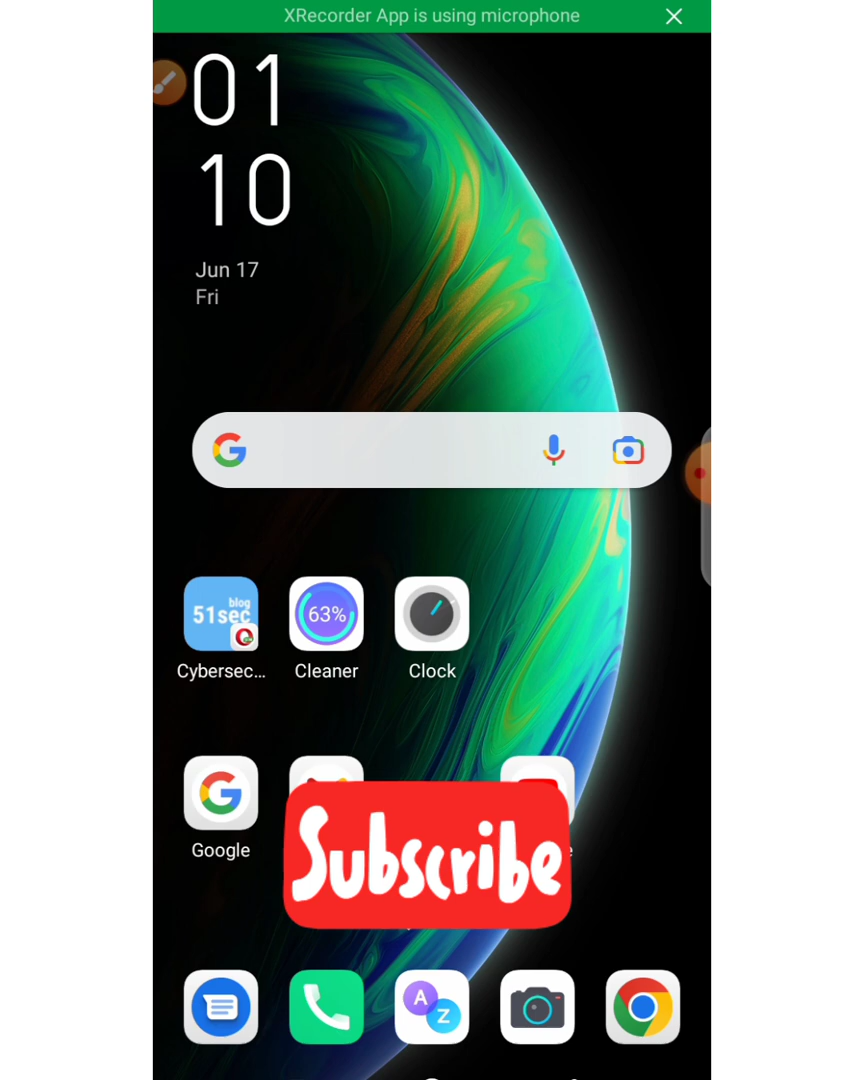 XRecorder App is using microphone
01
10
Jun 17
Fri
blog
51sec
63%
Cybersec...
Cleaner
Clock
Google
Subscribe
A
Z